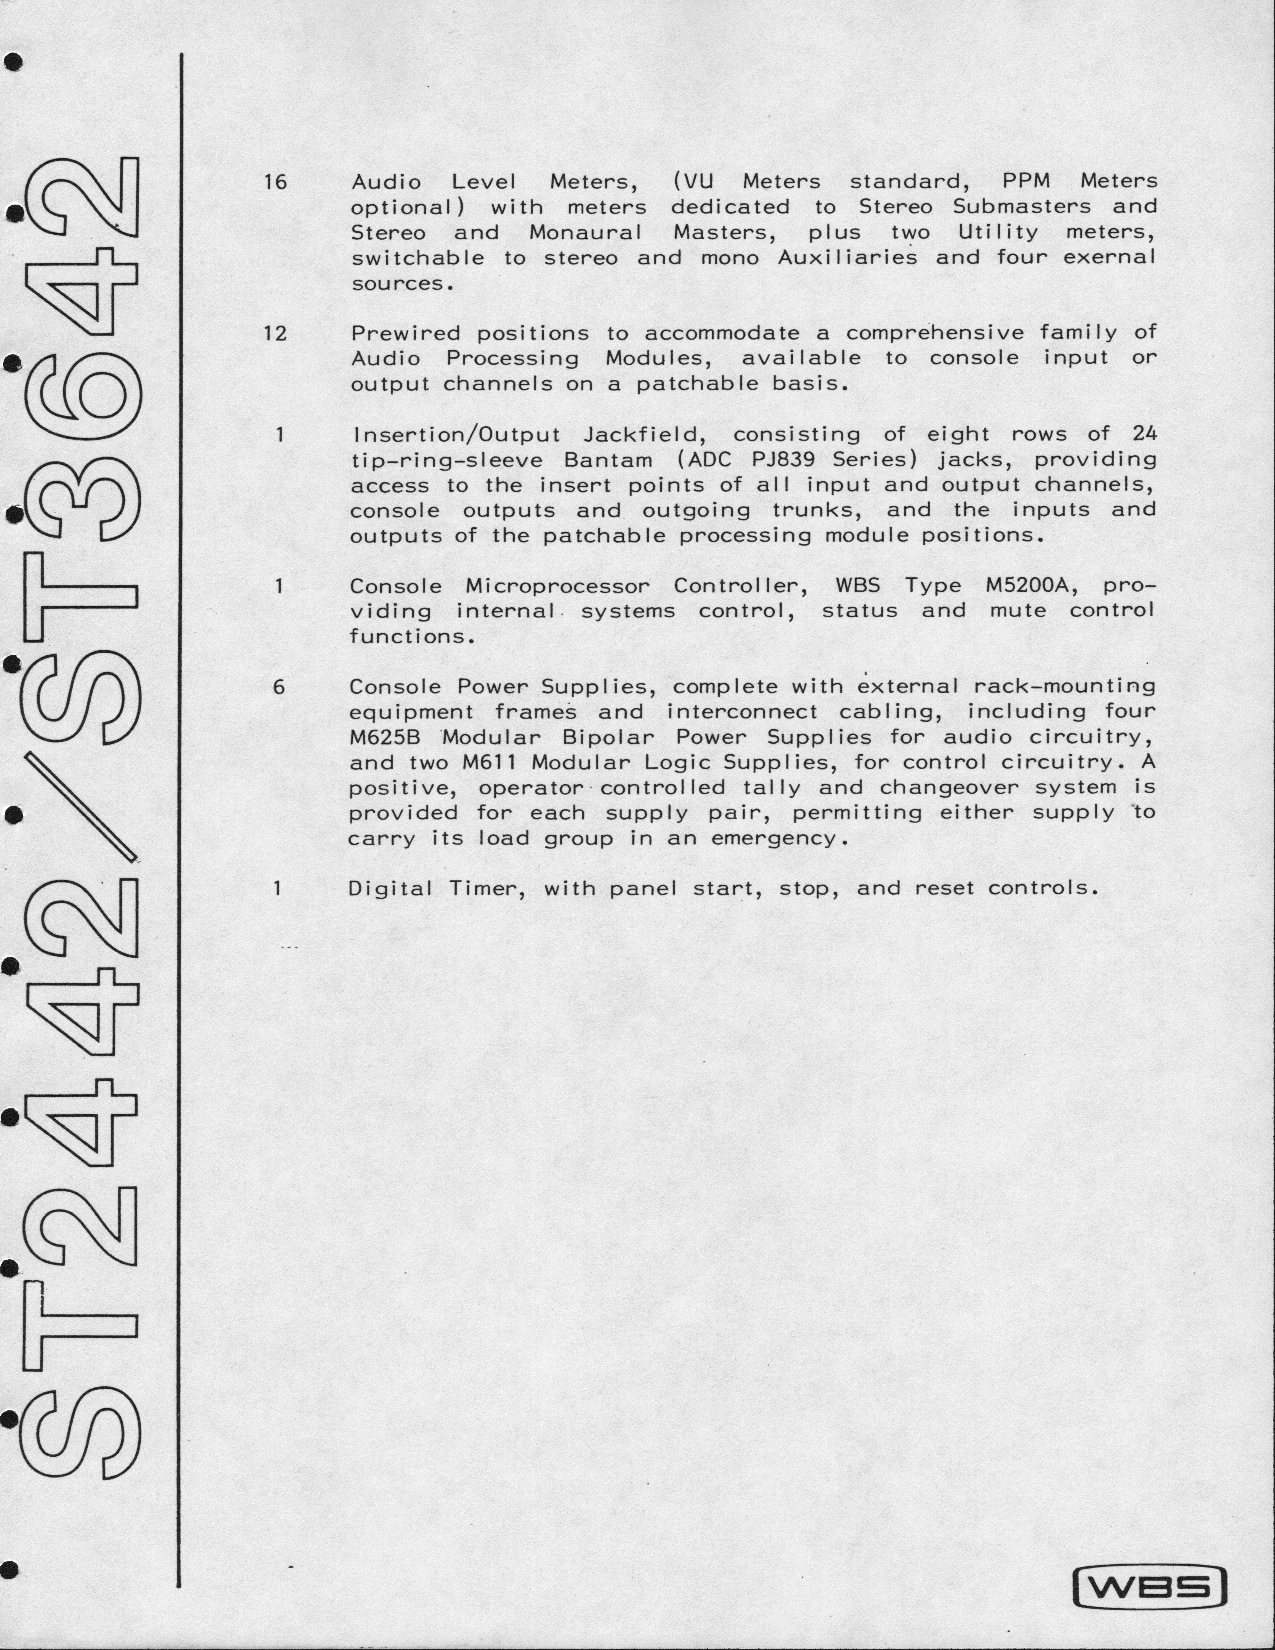 ST2442/ST3642
16 Audio Level Meters, (VU Meters standard, PPM Meters
optional) with meters dedicated to Stereo Submasters and
Stereo and Monaural Masters, plus two Utility meters,
switchable to stereo and mono Auxiliaries and four exernal
sources.
12 Prewired positions to accommodate a comprehensive family of
Audio Processing Modules, available to console input or
output channels on a patchable basis.
1 Insertion/Output Jackfield, consisting of eight rows of 24
tip-ring-sleeve Bantam (ADC PJ839 Series) jacks, providing
access to the insert points of all input and output channels,
console outputs and outgoing trunks, and the inputs and
outputs of the patchable processing module positions.
1 Console Microprocessor Controller, WBS Type M5200A, pro-
viding internal systems control, status and mute control
functions.
6 Console Power Supplies, complete with external rack-mounting
equipment frames and interconnect cabling, including four
M625B Modular Bipolar Power Supplies for audio circuitry,
and two M611 Modular Logic Supplies, for control circuitry. A
positive, operator controlled tally and changeover system is
provided for each supply pair, permitting either supply to
carry its load group in an emergency.
1 Digital Timer, with panel start, stop, and reset controls.
WBS